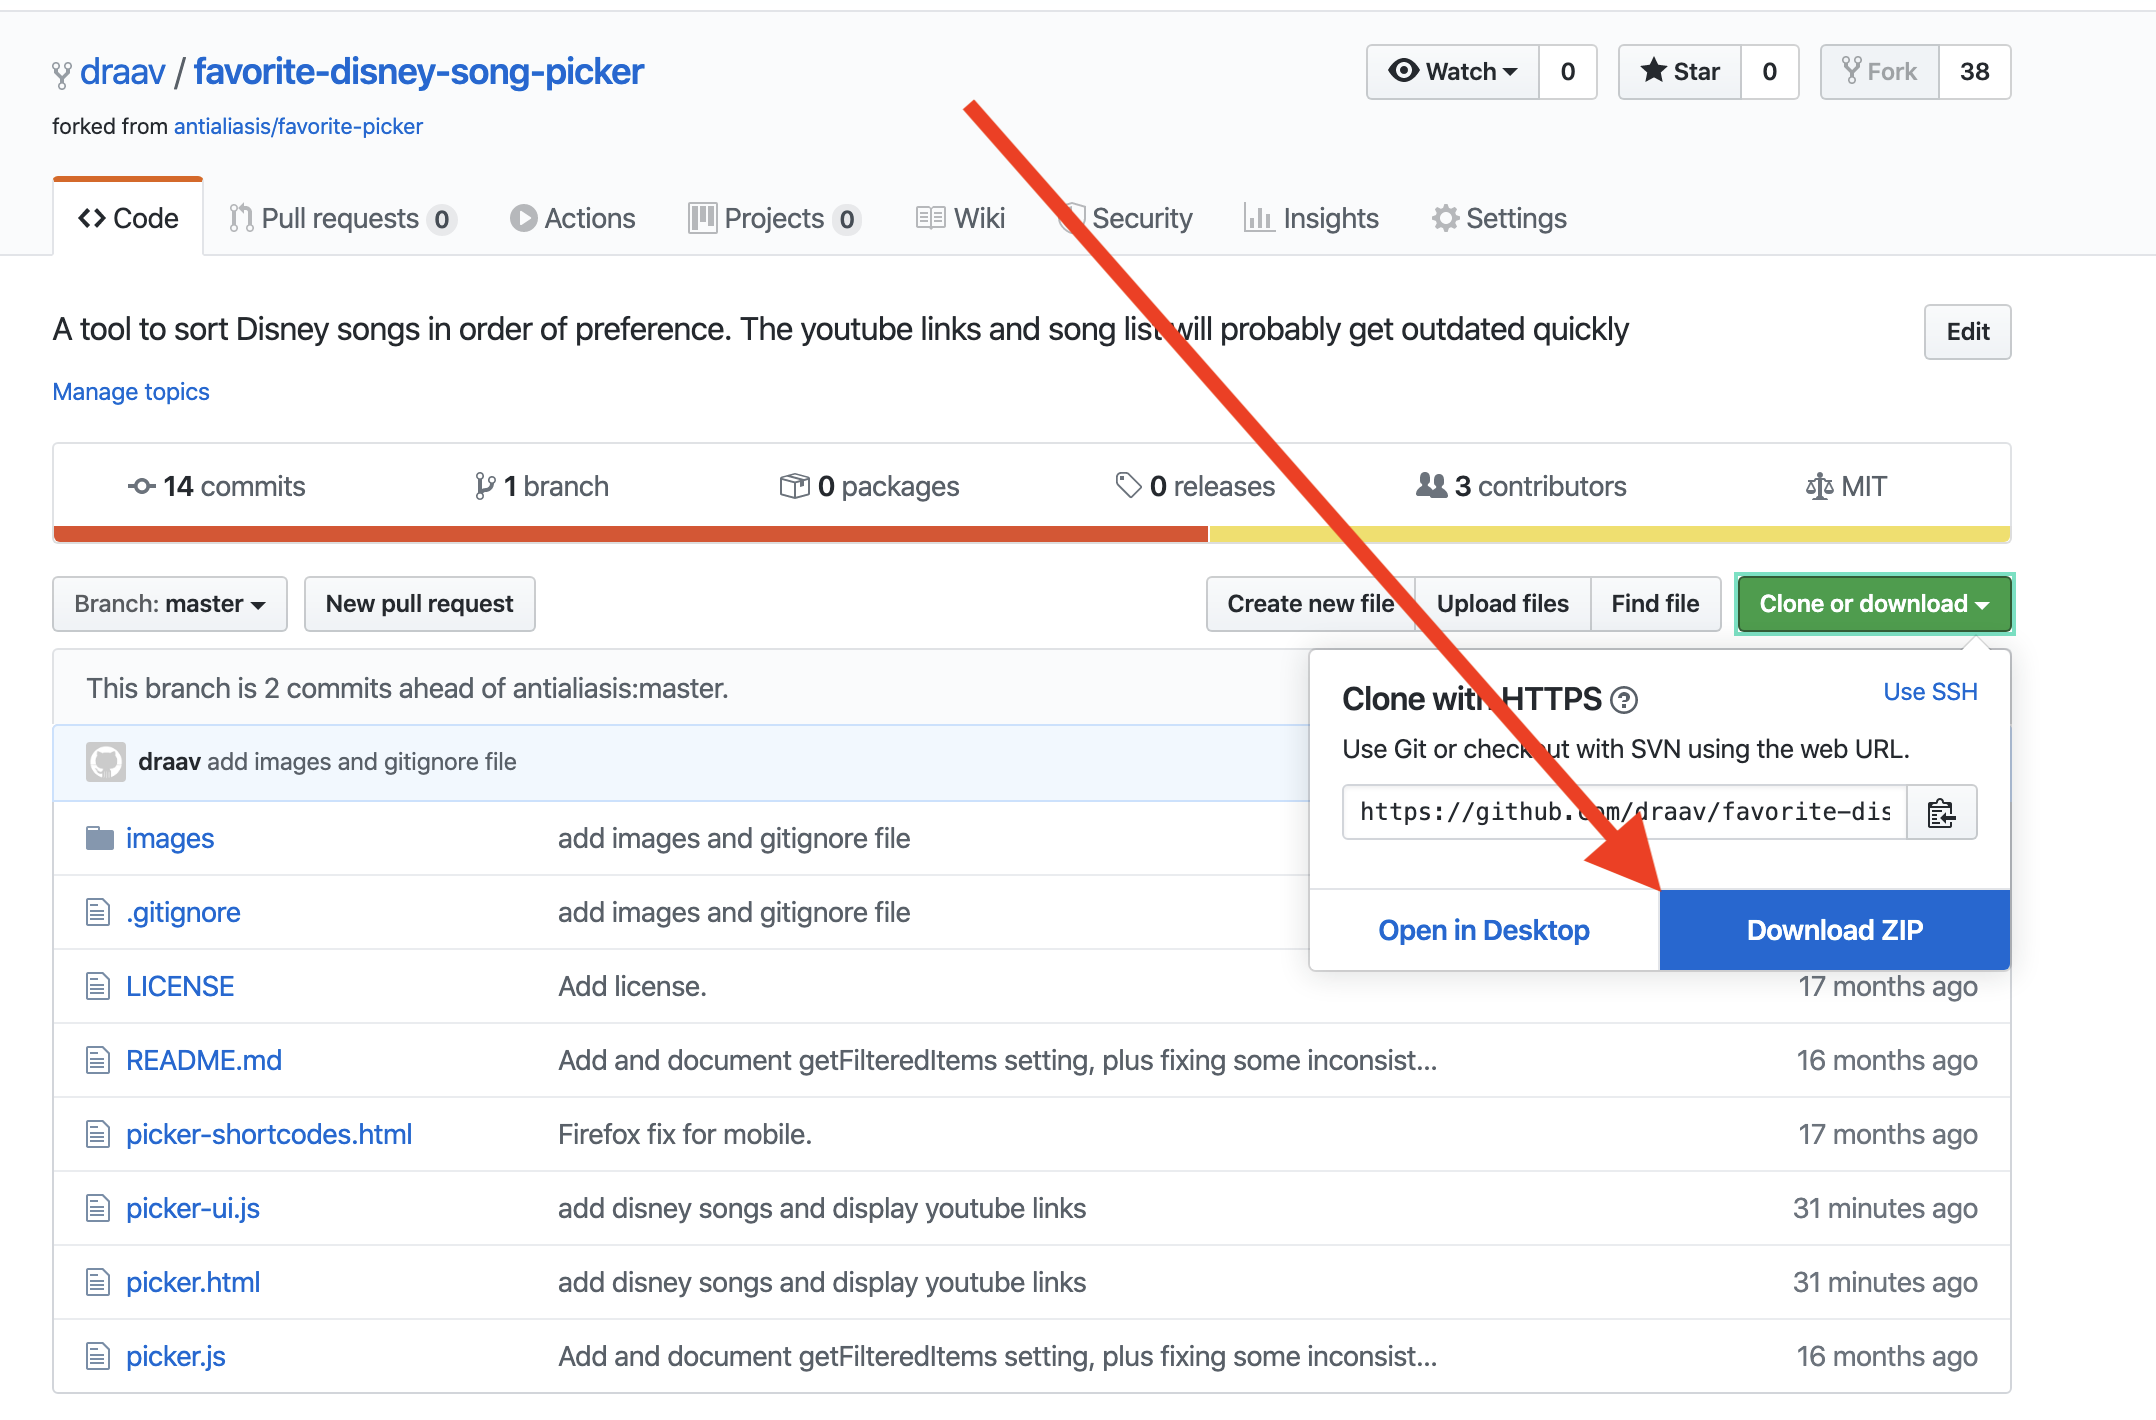 draav / favorite-disney-song-picker
Watch 0 Star 0 Fork 38
forked from antialiasis/favorite-picker
Code Pull requests 0 Actions Projects 0 Wiki Security Insights Settings
A tool to sort Disney songs in order of preference. The youtube links and song list will probably get outdated quickly
Edit
Manage topics
14 commits 1 branch 0 packages 0 releases 3 contributors MIT
Branch: master New pull request Create new file Upload files Find file Clone or download
This branch is 2 commits ahead of antialiasis:master.
Clone with HTTPS ? Use SSH
Use Git or checkout with SVN using the web URL.
https://github.com/draav/favorite-dis
Open in Desktop Download ZIP
draav add images and gitignore file
images add images and gitignore file
.gitignore add images and gitignore file
LICENSE Add license. 17 months ago
README.md Add and document getFilteredItems setting, plus fixing some inconsist... 16 months ago
picker-shortcodes.html Firefox fix for mobile. 17 months ago
picker-ui.js add disney songs and display youtube links 31 minutes ago
picker.html add disney songs and display youtube links 31 minutes ago
picker.js Add and document getFilteredItems setting, plus fixing some inconsist... 16 months ago